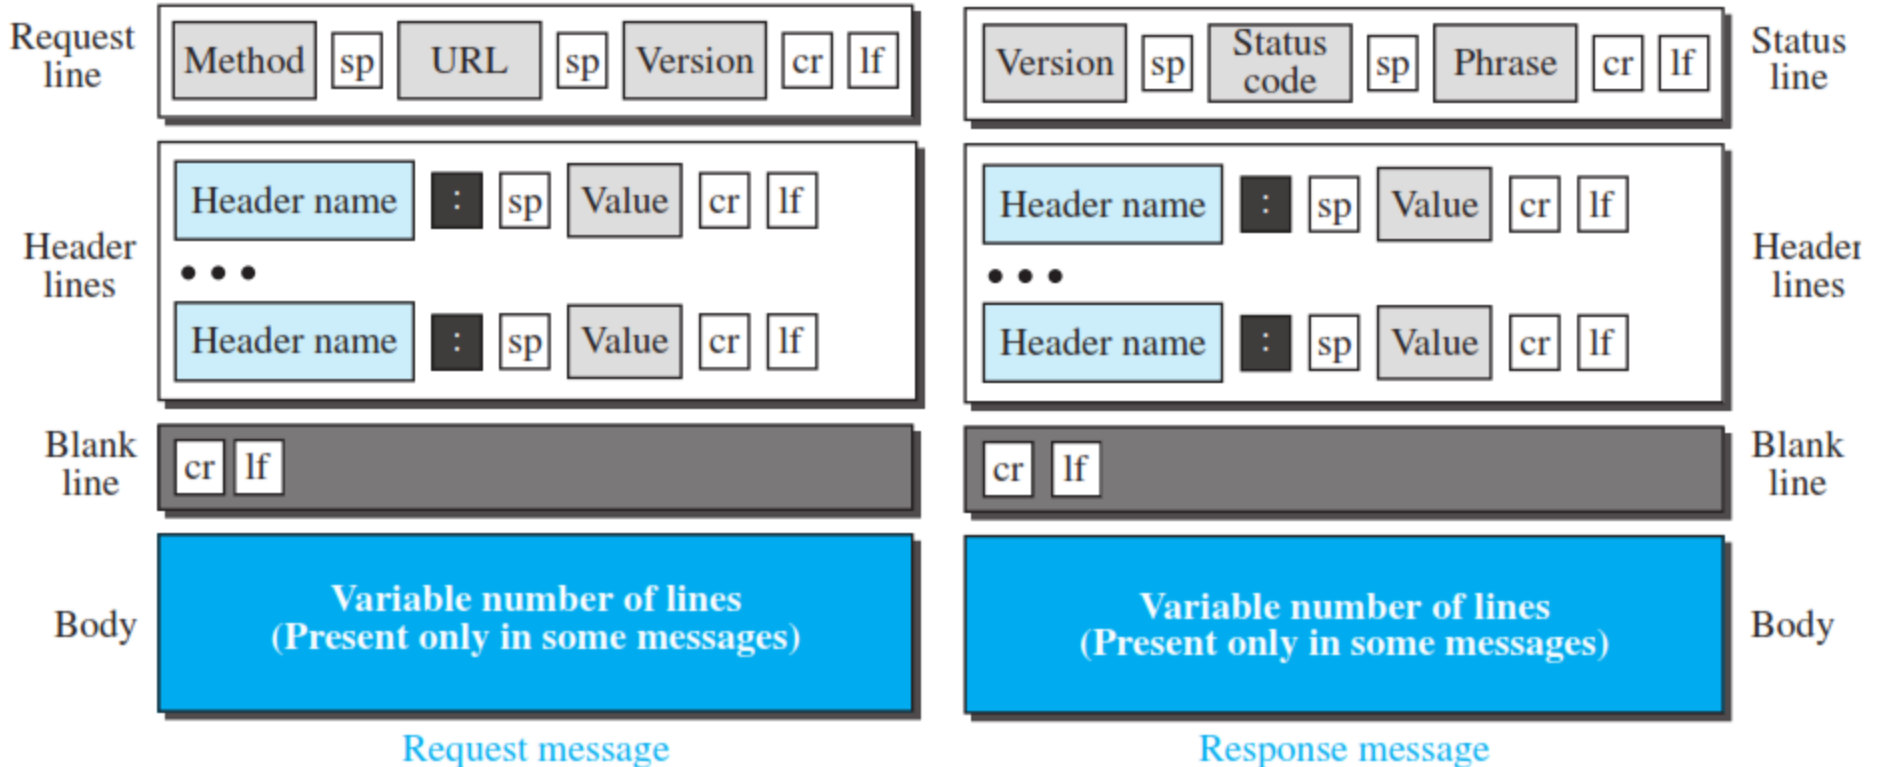 Request
line
Method sp URL sp Version cr lf
Header
lines
Header name : sp Value cr lf
Header name : sp Value cr lf
Blank
line
cr lf
Body
Variable number of lines
(Present only in some messages)
Request message
Version sp Status code sp Phrase cr lf
Status
line
Header name : sp Value cr lf
Header name : sp Value cr lf
Header
lines
cr lf
Blank
line
Variable number of lines
(Present only in some messages)
Body
Response message